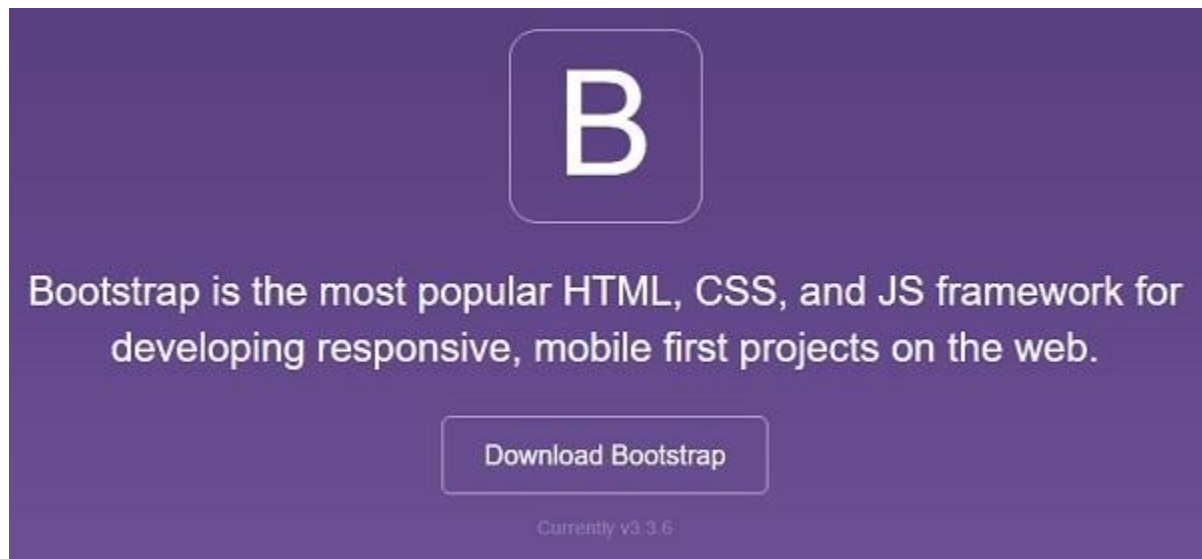 B
Bootstrap is the most popular HTML, CSS, and JS framework for
developing responsive, mobile first projects on the web.
Download Bootstrap
Currently v3.3.6